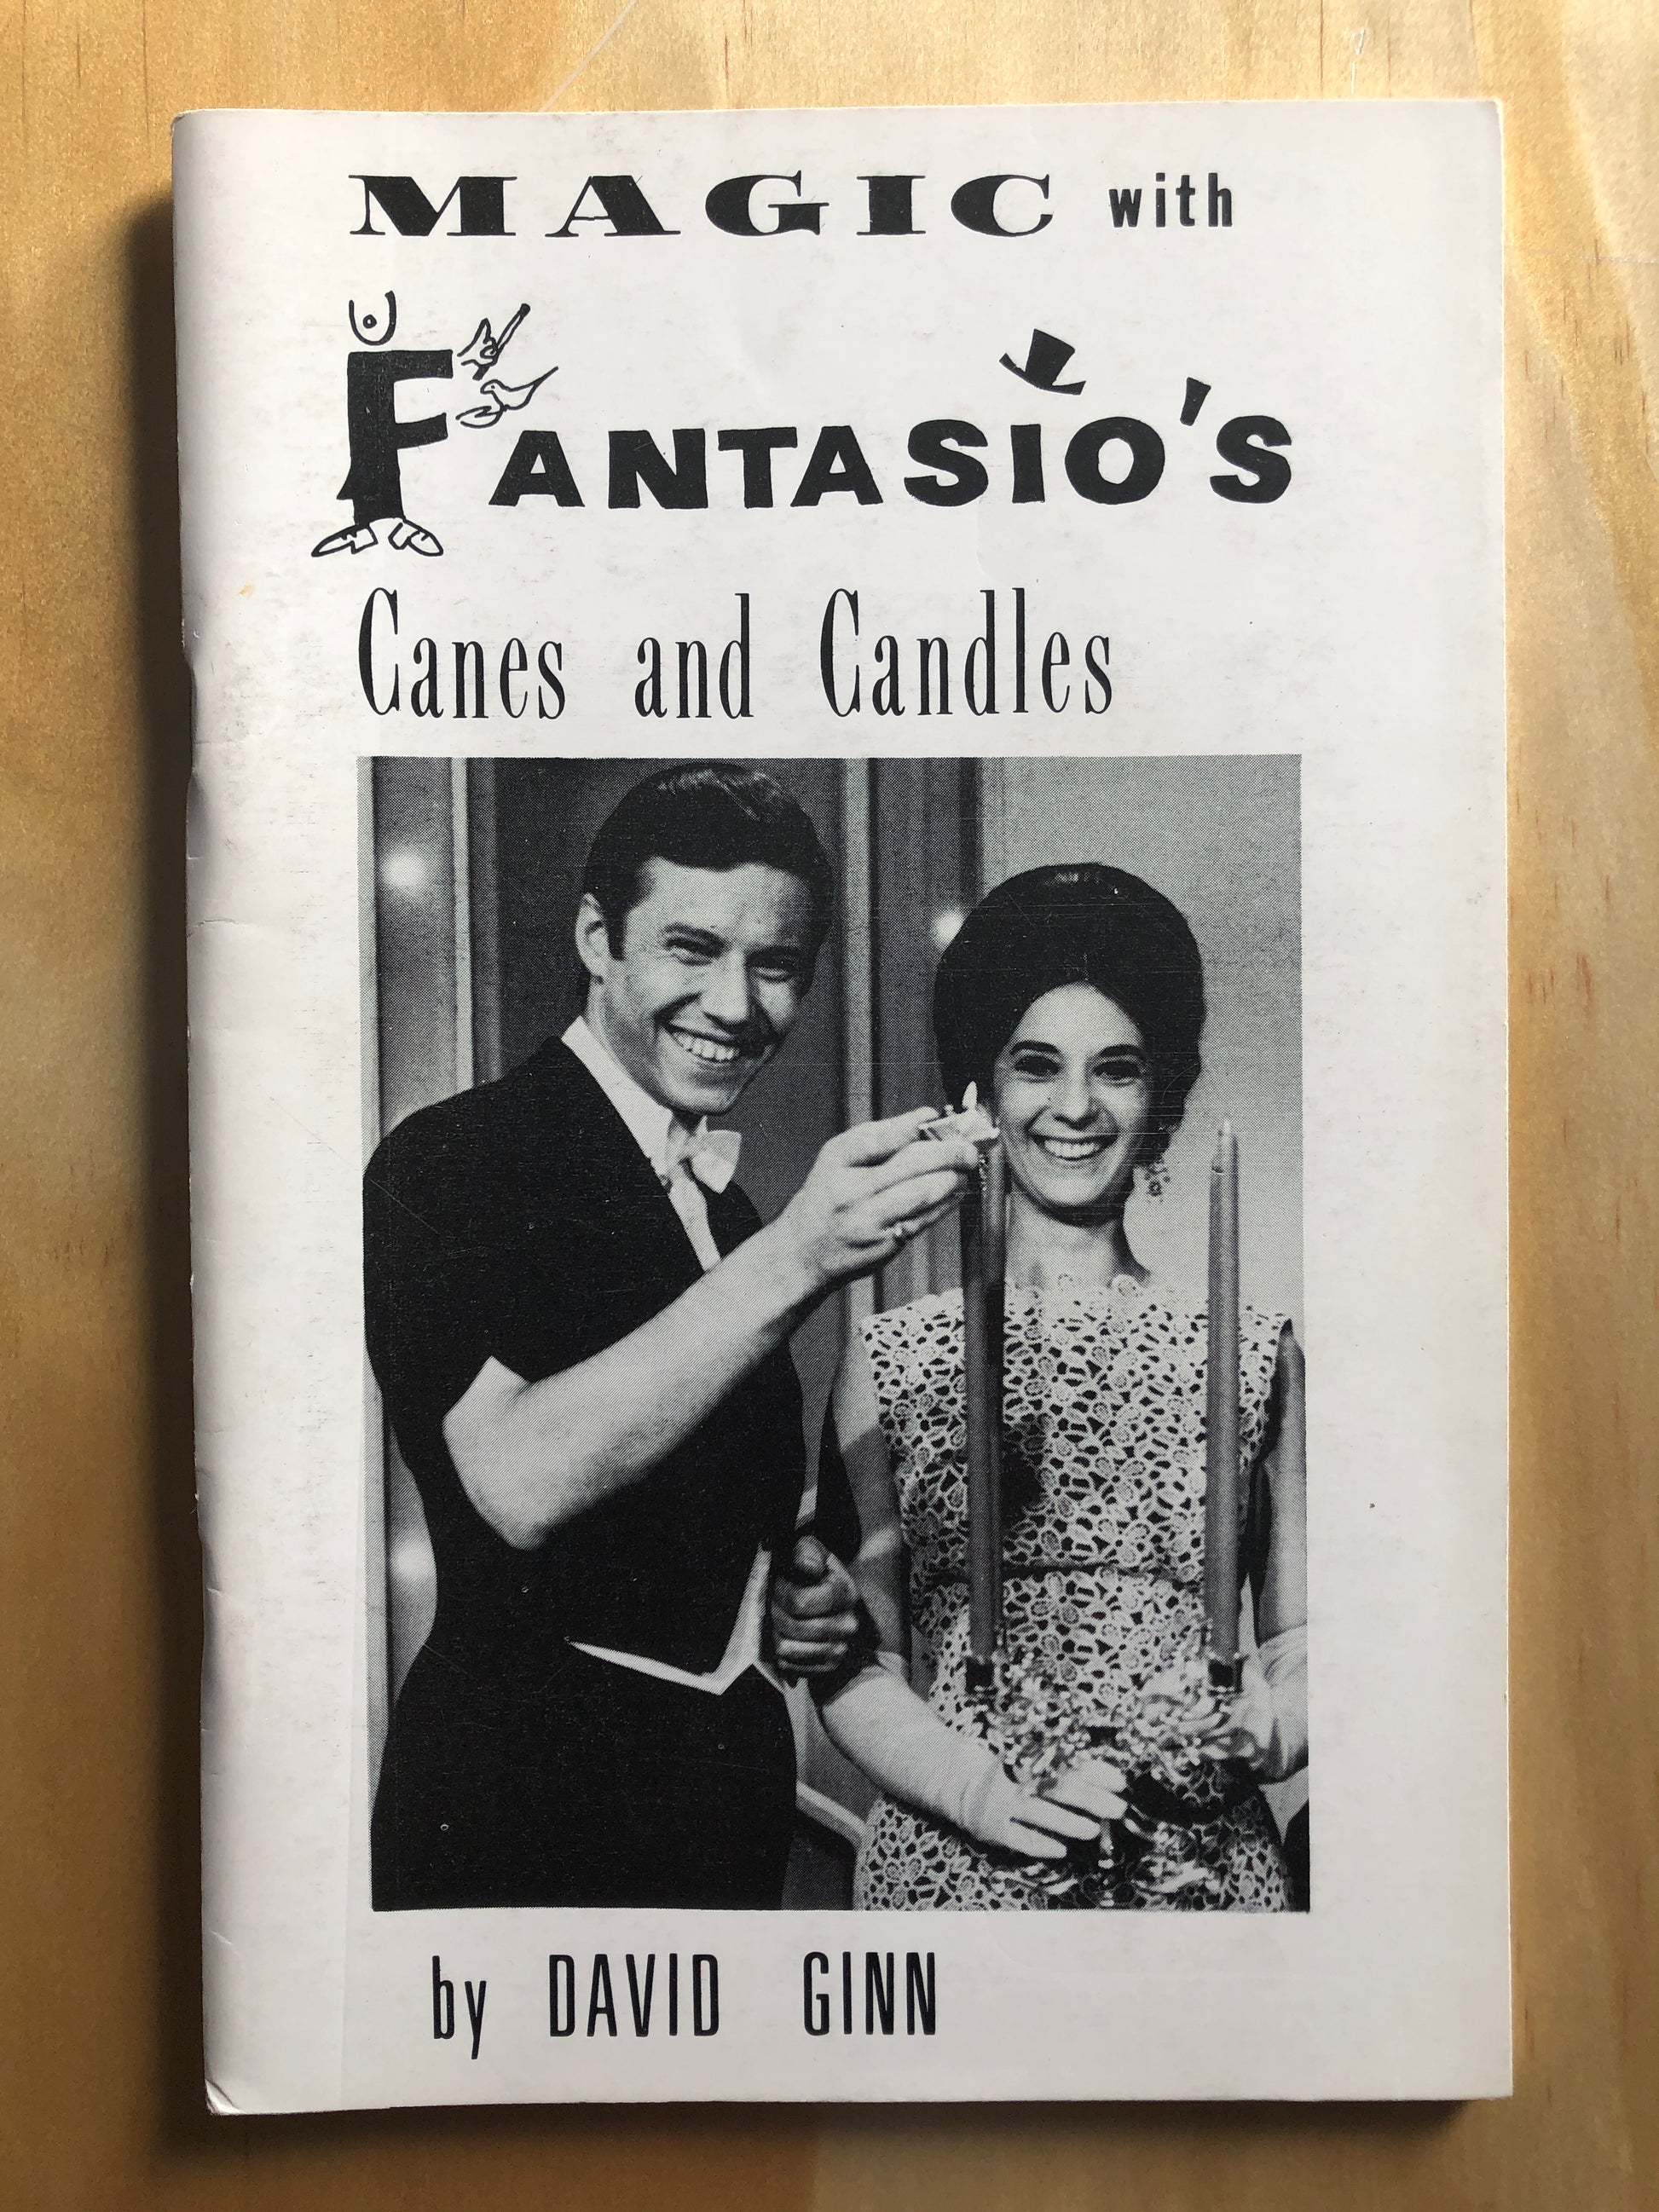 MAGIC with
FANTASIO'S
Canes and Candles
by DAVID GINN